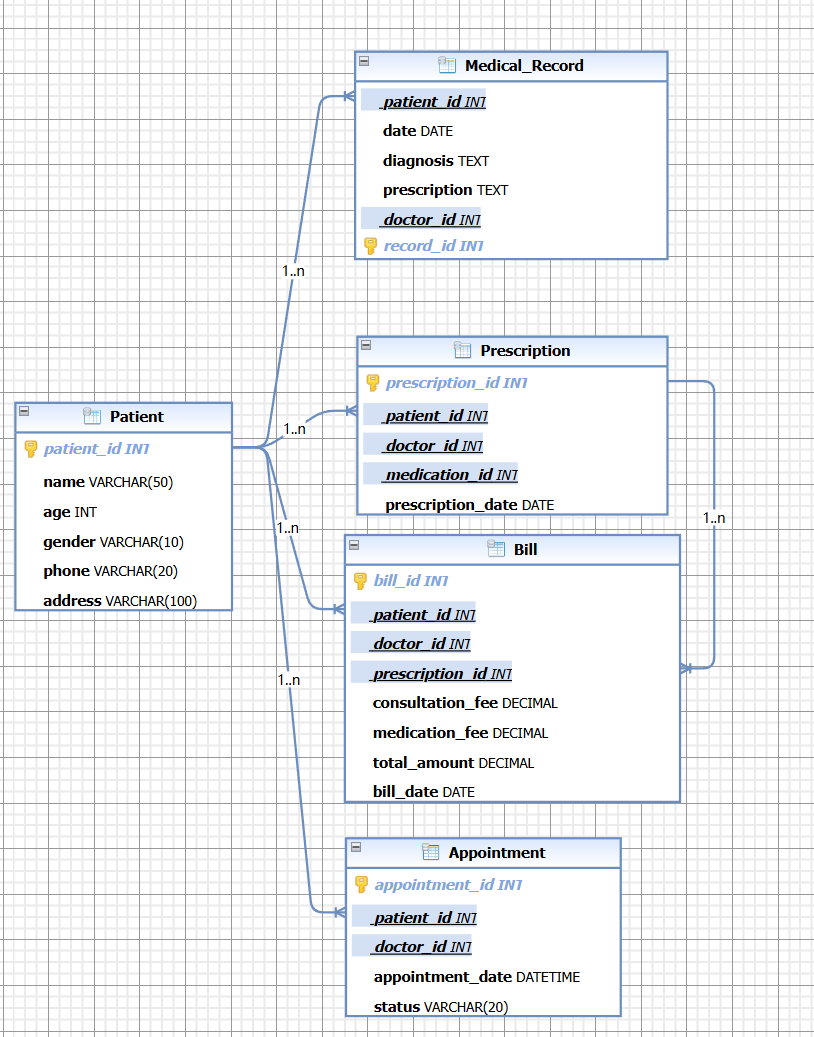 Medical_Record
patient_id INT
date DATE
diagnosis TEXT
prescription TEXT
doctor_id INT
record_id INT
1..n
Prescription
prescription_id INT
patient_id INT
doctor_id INT
medication_id INT
prescription_date DATE
1..n
Patient
patient_id INT
name VARCHAR(50)
age INT
gender VARCHAR(10)
phone VARCHAR(20)
address VARCHAR(100)
1..n
1..n
Bill
bill_id INT
patient_id INT
doctor_id INT
prescription_id INT
consultation_fee DECIMAL
medication_fee DECIMAL
total_amount DECIMAL
bill_date DATE
1..n
Appointment
appointment_id INT
patient_id INT
doctor_id INT
appointment_date DATETIME
status VARCHAR(20)